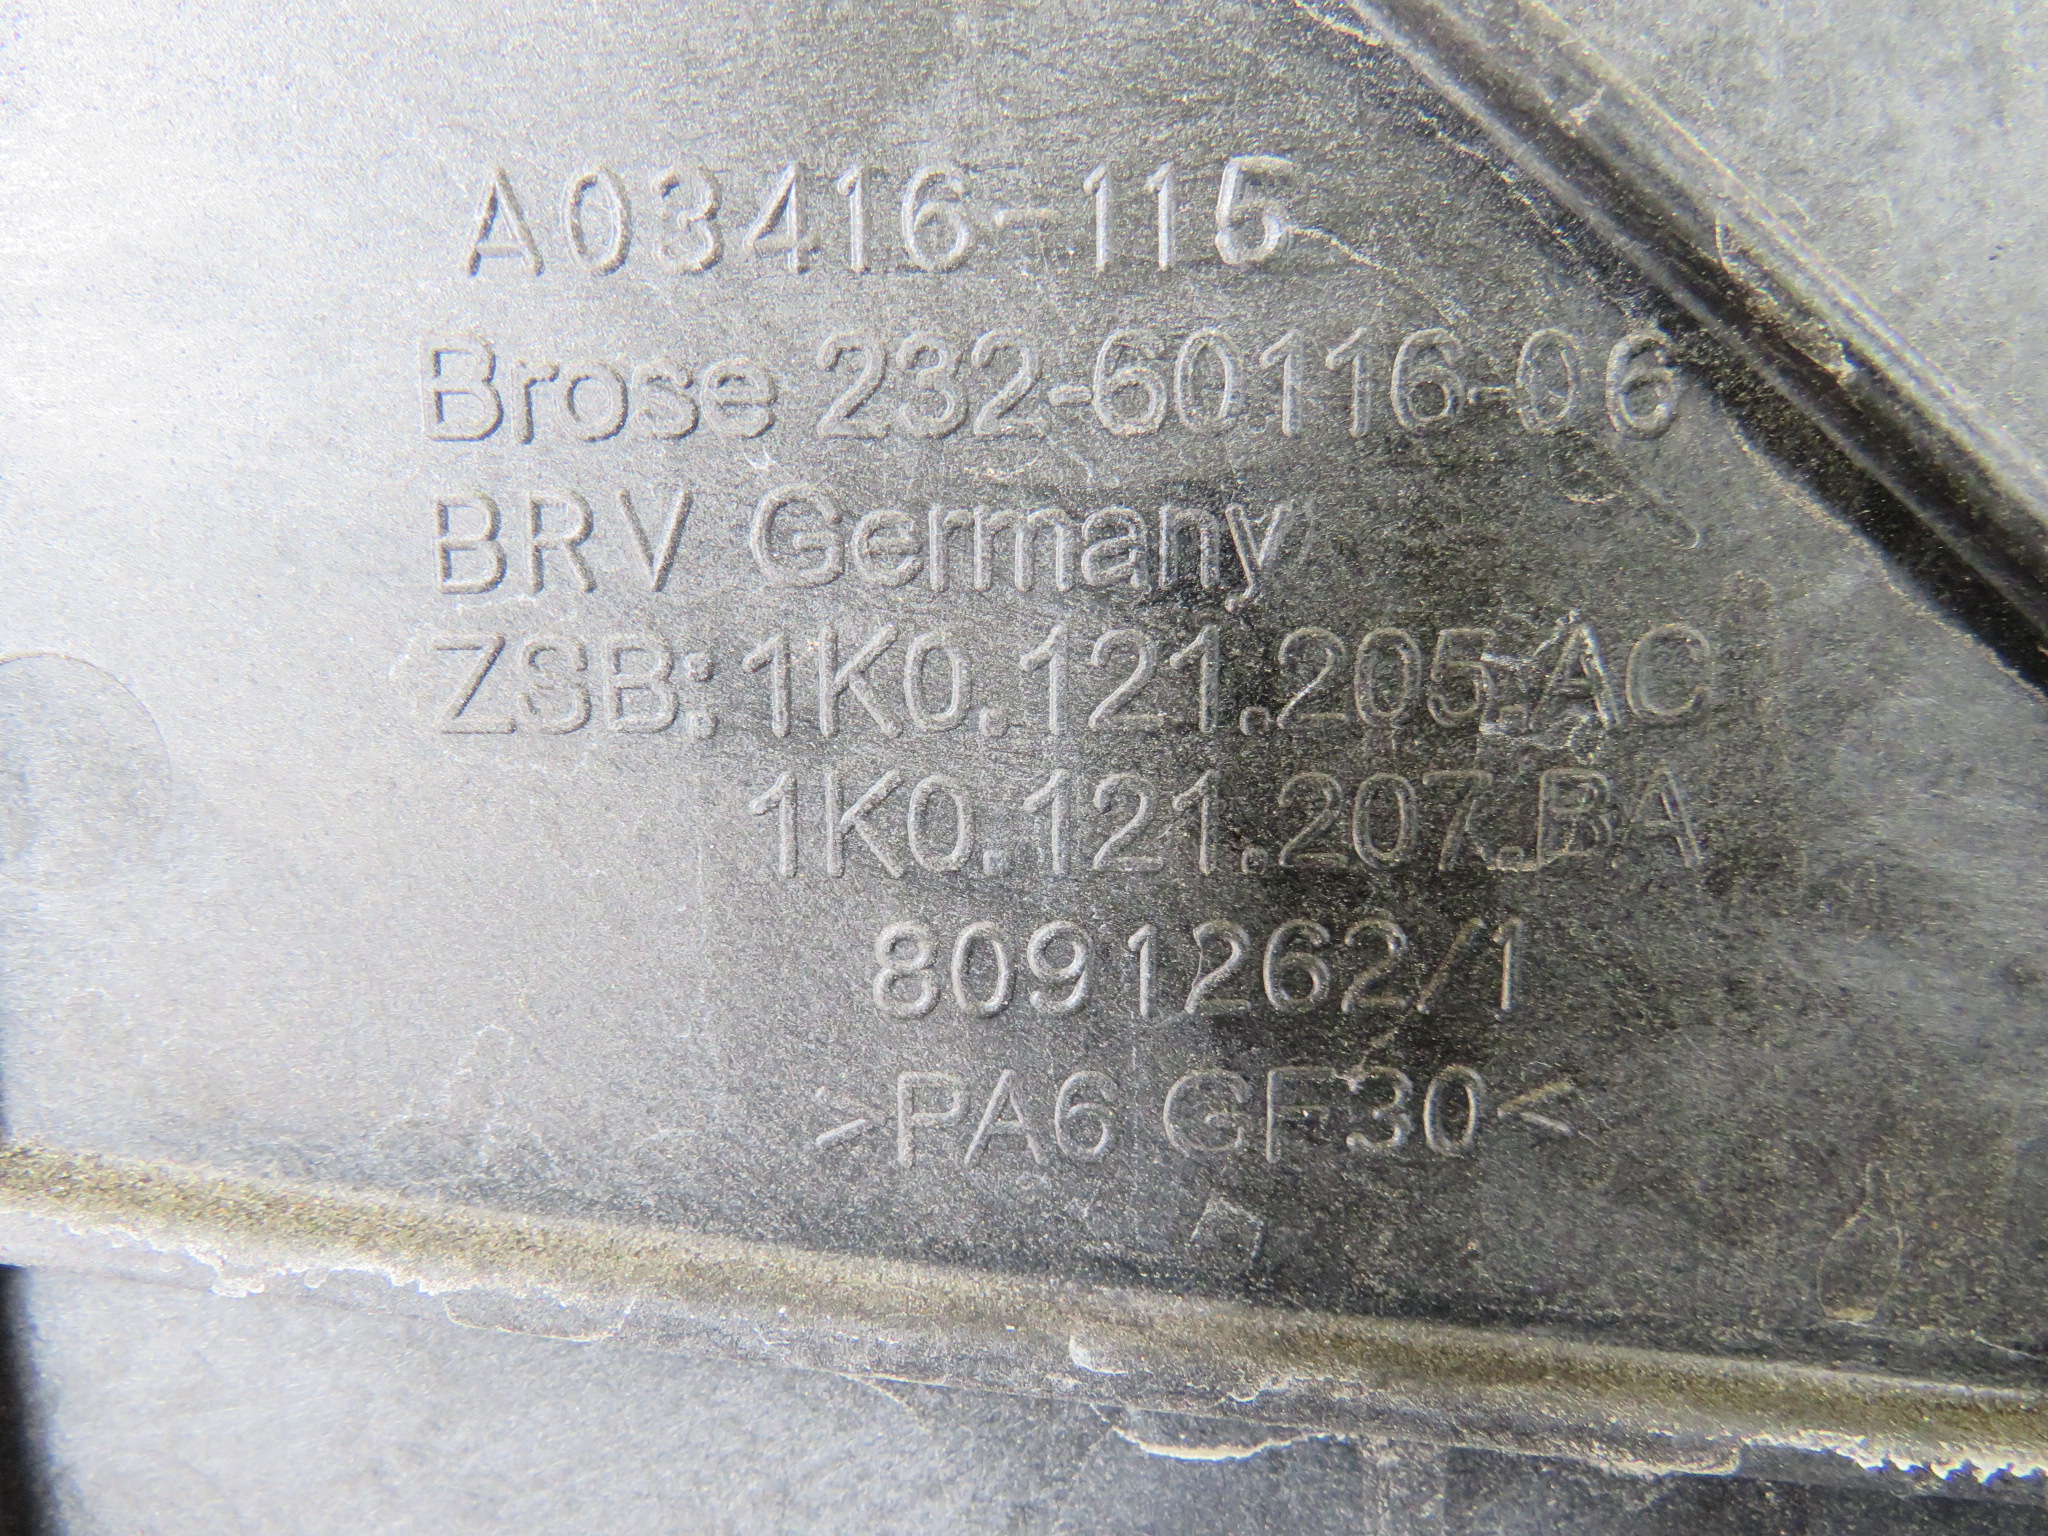 A03416-115
Brose 232-60116-06
BRV Germany
ZSB: 1K0.121.205.AC
1K0.121.207.BA
8091262/1
>PA6 GF30<